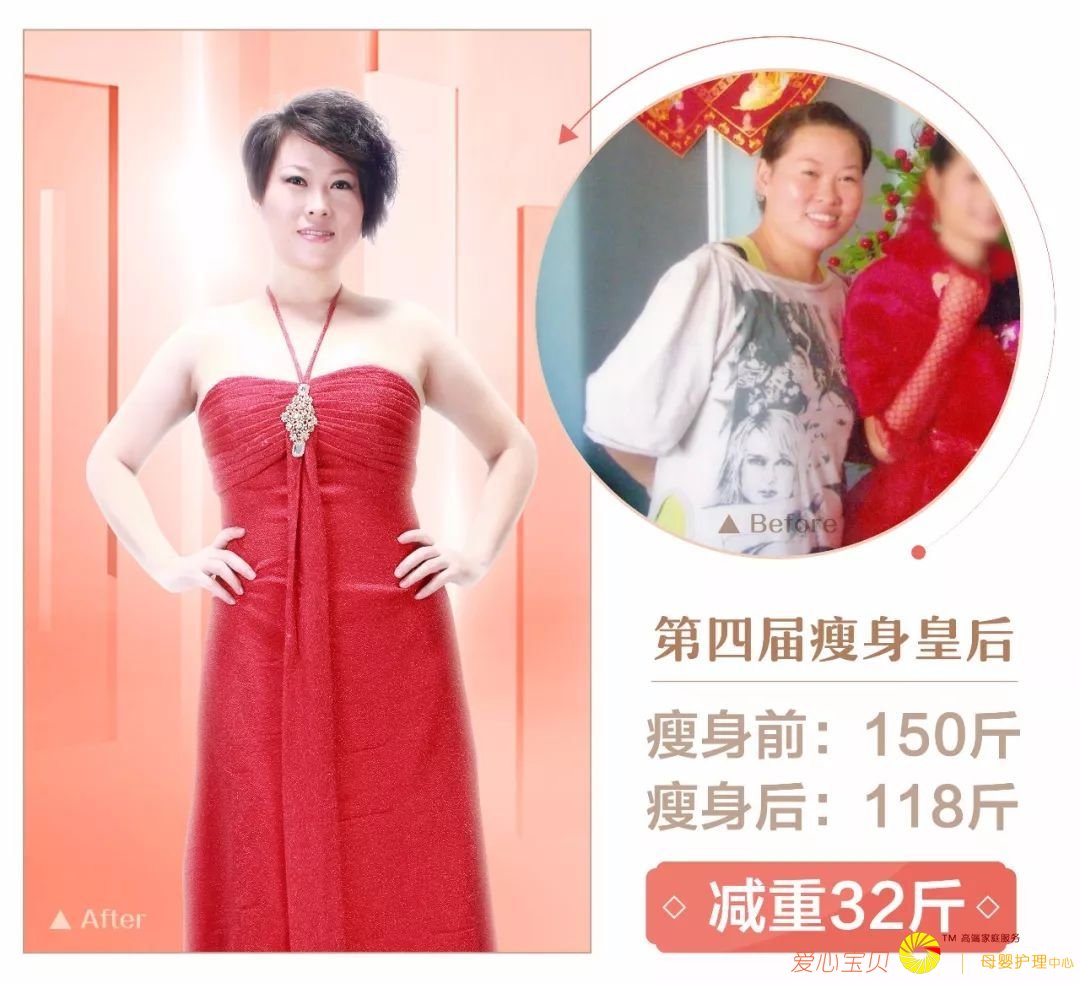 ▲ Before
第四届瘦身皇后
瘦身前：150斤
瘦身后：118斤
减重32斤
▲ After
爱心宝贝
TM 高端家庭服务
母婴护理中心